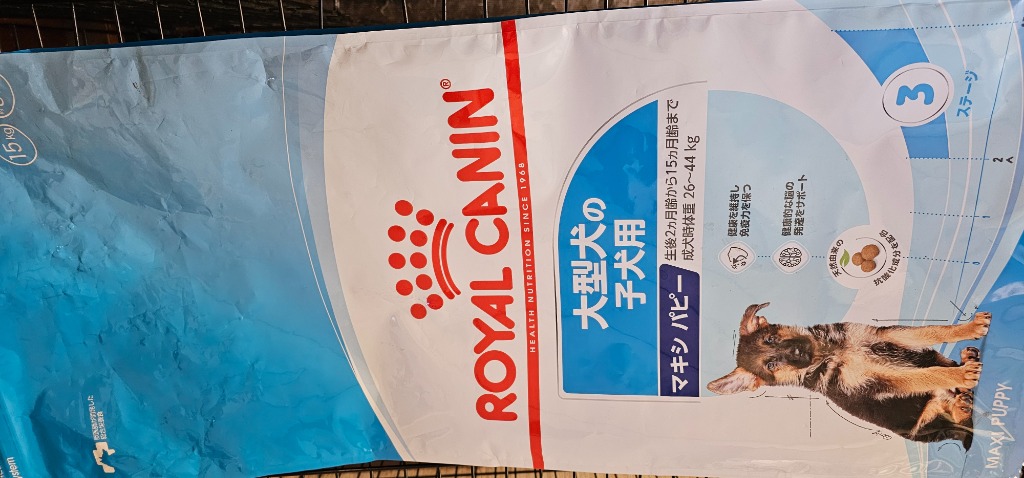 15kg
ROYAL CANIN®
HEALTH NUTRITION SINCE 1968
大型犬の
子犬用
マキシ パピー
生後2カ月齢から15カ月齢まで
成犬時体重 26~44 kg
健康を維持し
免疫力を保つ
健康的な脳の
発達をサポート
天然由来の
抗酸化成分を配合
3
ステージ
2
MAXI PUPPY